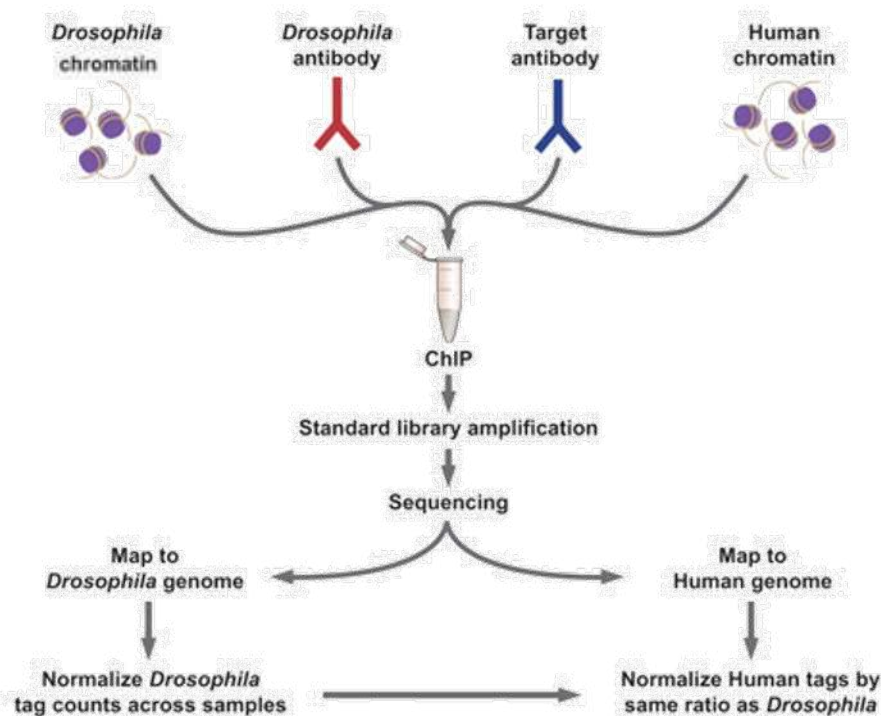 Drosophila
chromatin
Drosophila
antibody
Target
antibody
Human
chromatin
ChIP
Standard library amplification
Sequencing
Map to
Drosophila genome
Map to
Human genome
Normalize Drosophila
tag counts across samples
Normalize Human tags by
same ratio as Drosophila